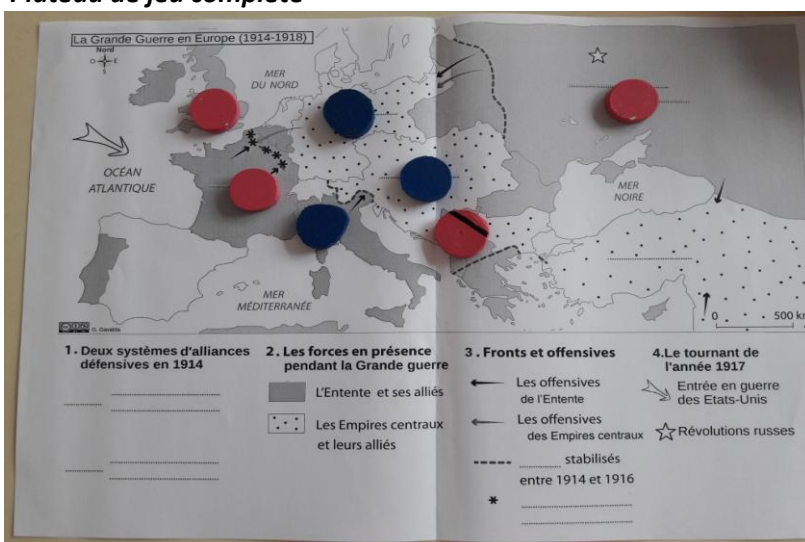 Plateau de jeu complété
La Grande Guerre en Europe (1914-1918)
Nord
O
E
S
MER
DU NORD
OCÉAN
ATLANTIQUE
MER
NOIRE
MER
MÉDITERRANÉE
0 500 km
1. Deux systèmes d'alliances
défensives en 1914
2. Les forces en présence
pendant la Grande guerre
L'Entente et ses alliés
Les Empires centraux
et leurs alliés
3. Fronts et offensives
Les offensives
de l'Entente
Les offensives
des Empires centraux
stabilisés
entre 1914 et 1916
4. Le tournant de
l'année 1917
Entrée en guerre
des Etats-Unis
Révolutions russes